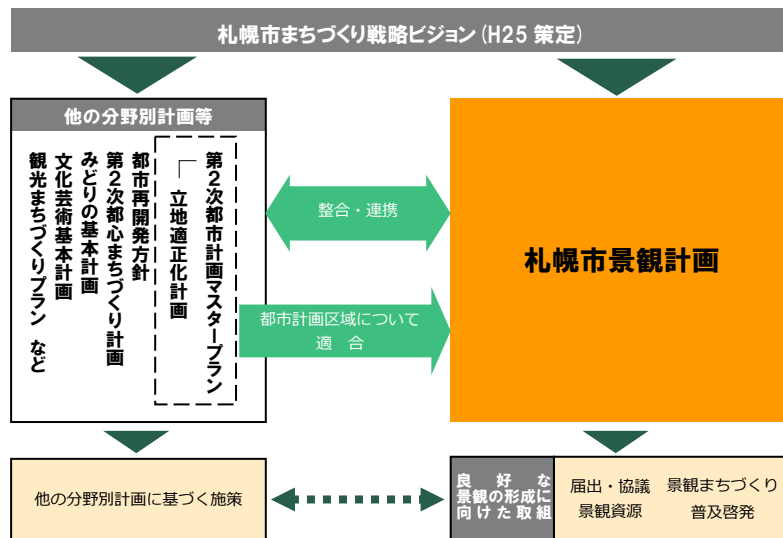 札幌市まちづくり戦略ビジョン(H25 策定)
他の分野別計画等
第2次都市計画マスタープラン
立地適正化計画
都市再開発方針
第2次都心まちづくり計画
みどりの基本計画
文化芸術基本計画
観光まちづくりプラン など
整合・連携
都市計画区域について
適 合
札幌市景観計画
他の分野別計画に基づく施策
良好な
景観の形成に
向けた取組
届出・協議 景観まちづくり
景観資源 普及啓発